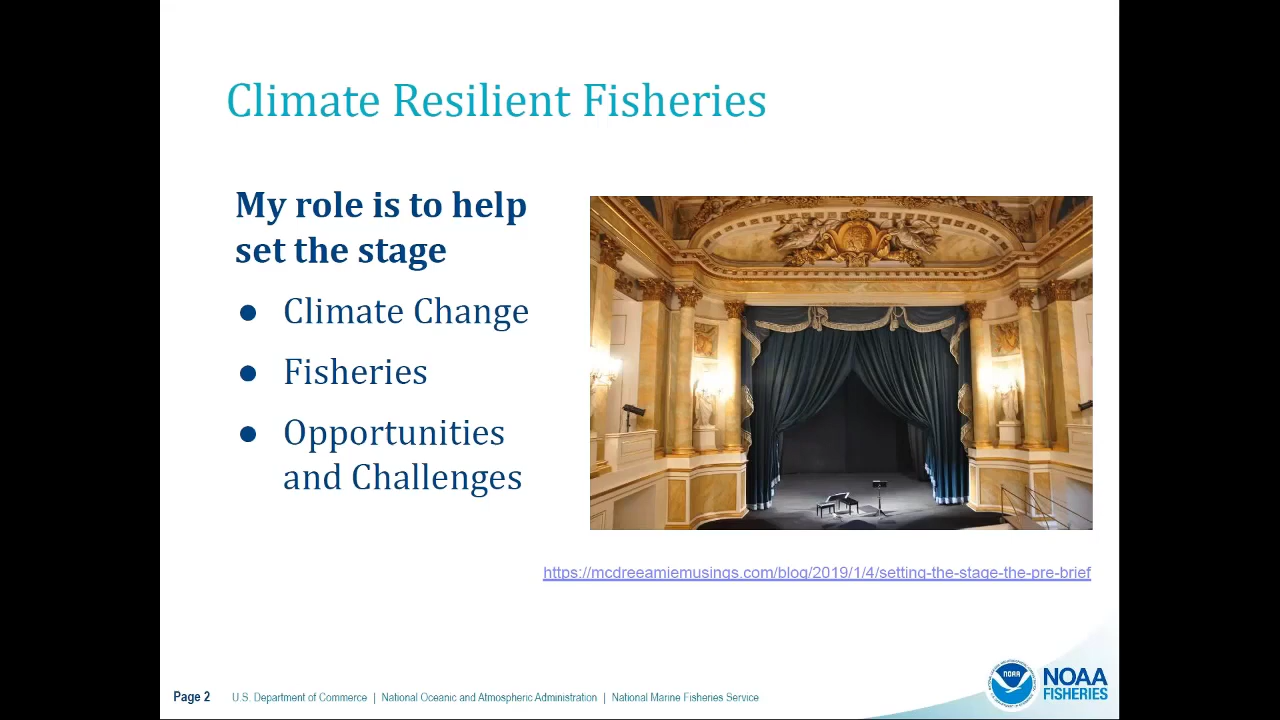 Climate Resilient Fisheries
My role is to help
set the stage
● Climate Change
● Fisheries
● Opportunities
and Challenges
https://mcdreeamiemusings.com/blog/2019/1/4/setting-the-stage-the-pre-brief
Page 2 U.S. Department of Commerce | National Oceanic and Atmospheric Administration | National Marine Fisheries Service
NOAA
NOAA
FISHERIES